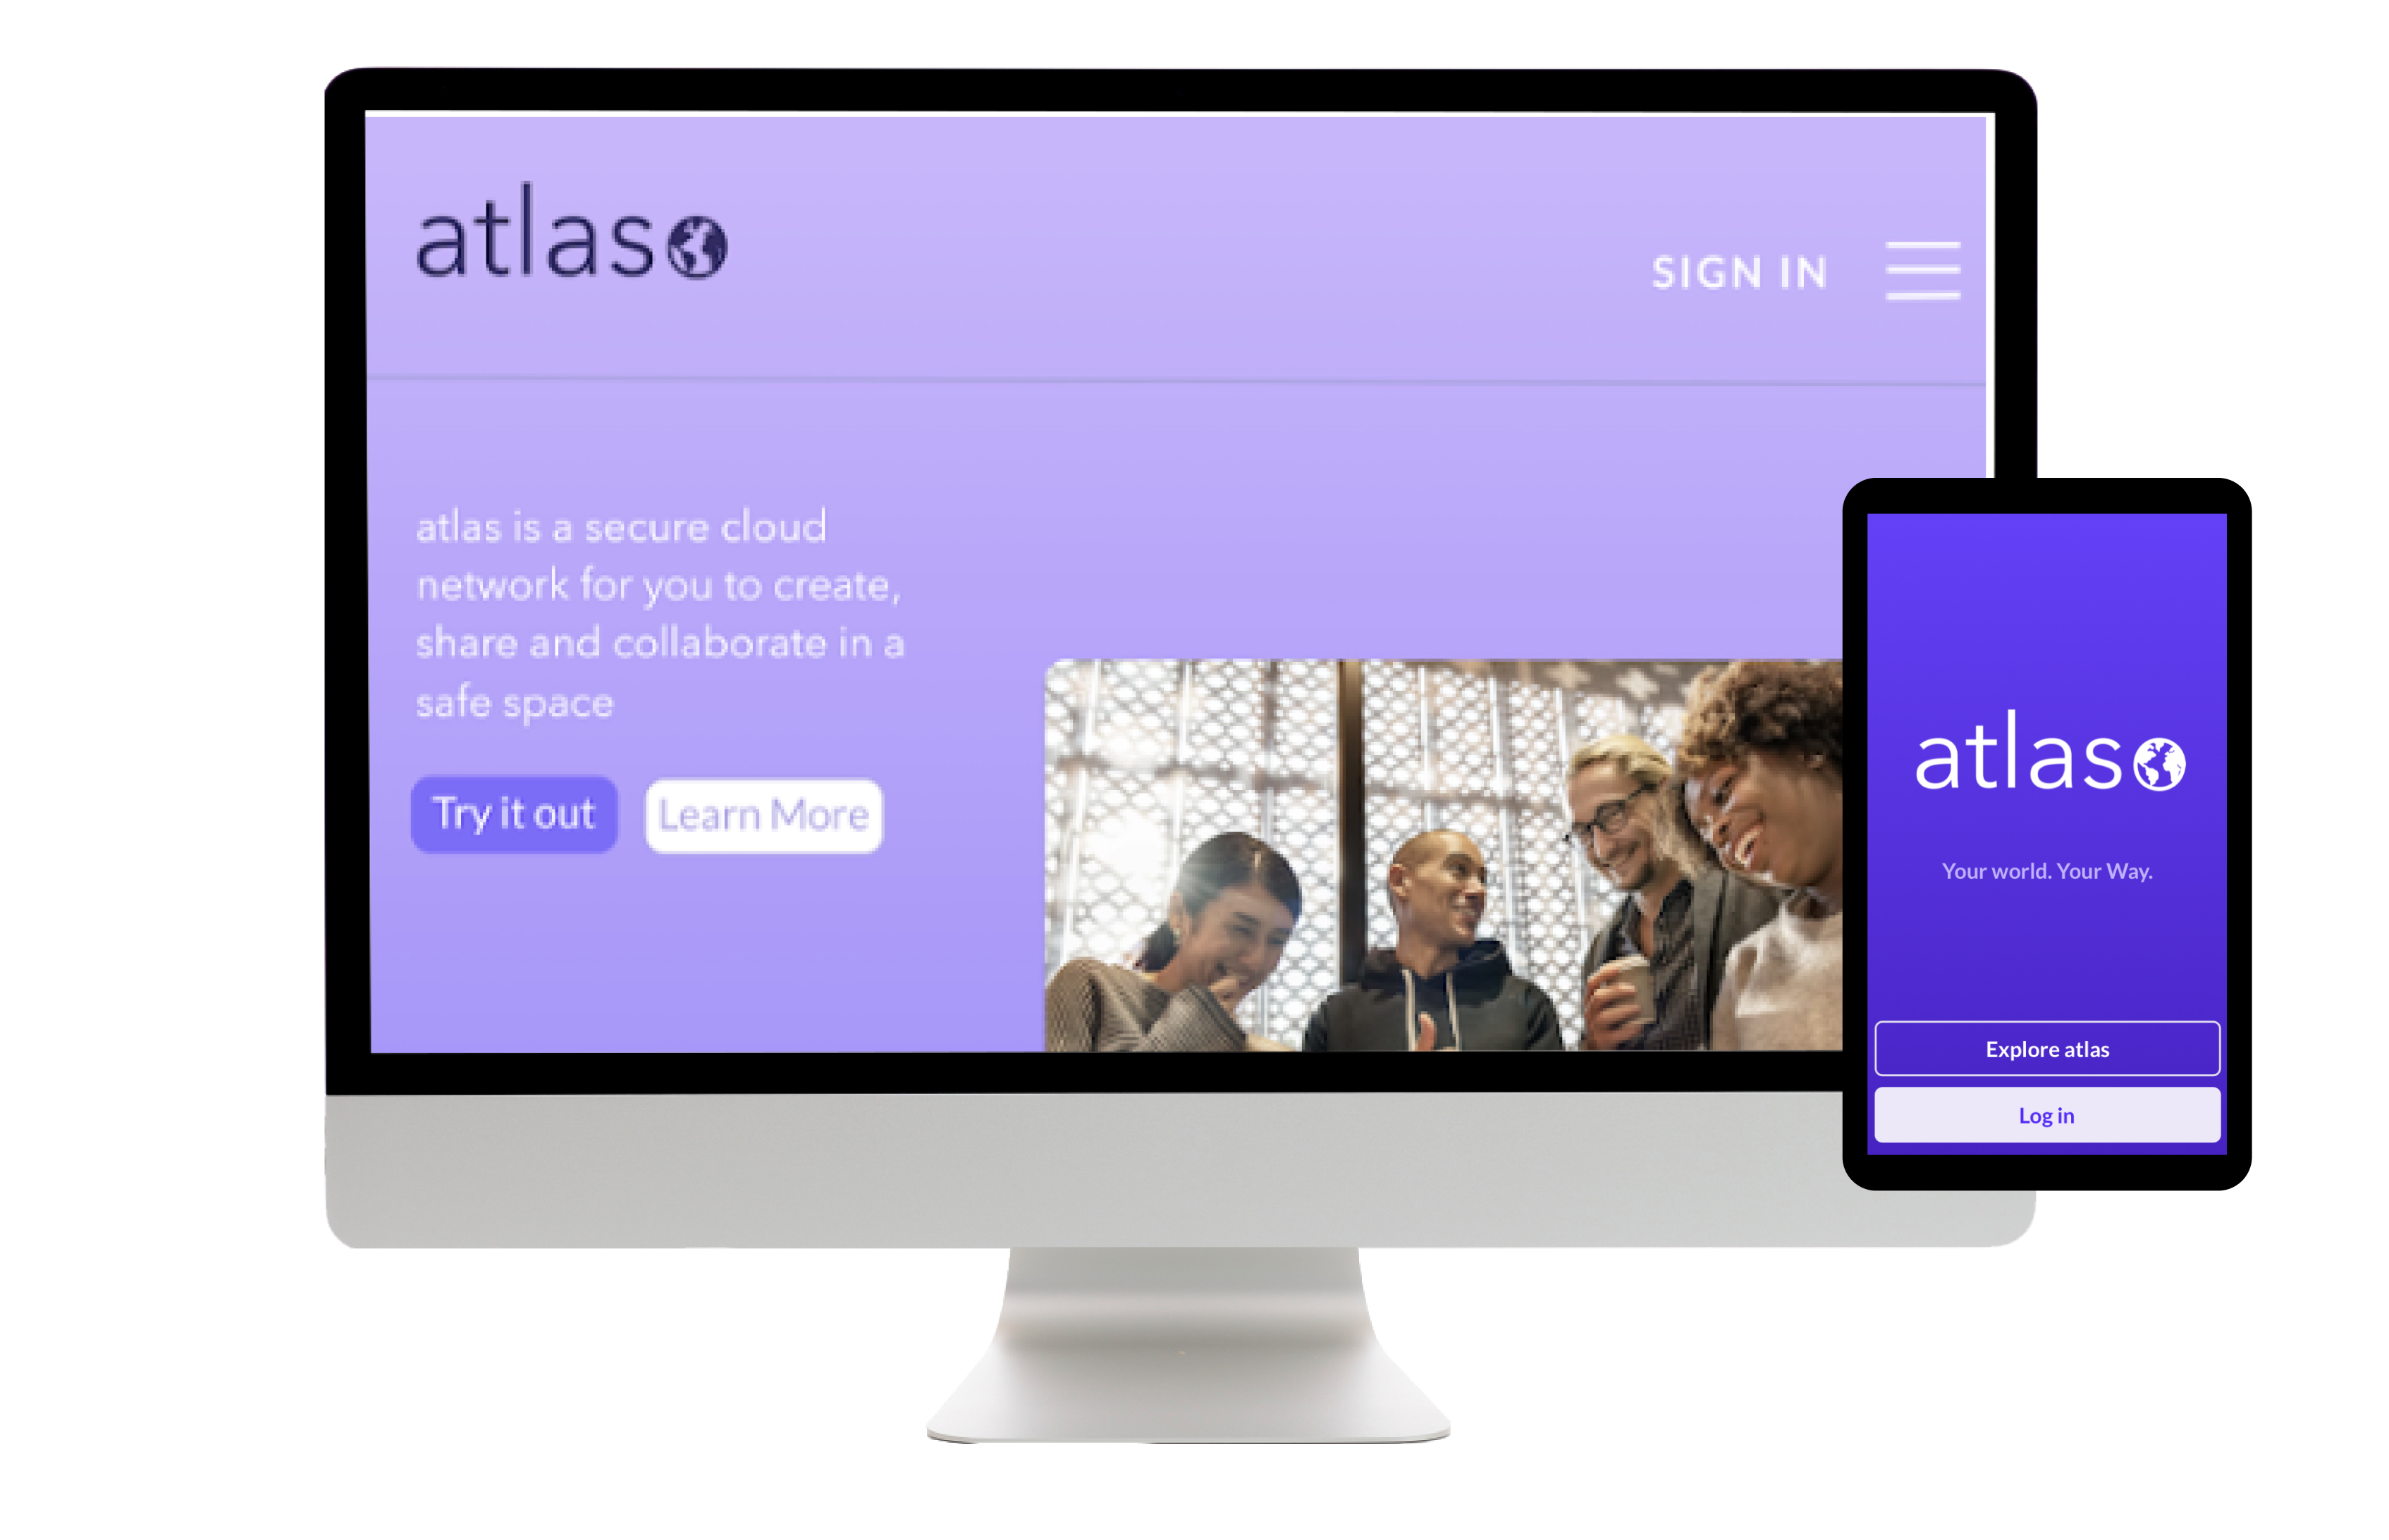 atlas
SIGN IN
atlas is a secure cloud
network for you to create,
share and collaborate in a
safe space
Try it out
Learn More
atlas
Your world. Your Way.
Explore atlas
Log in